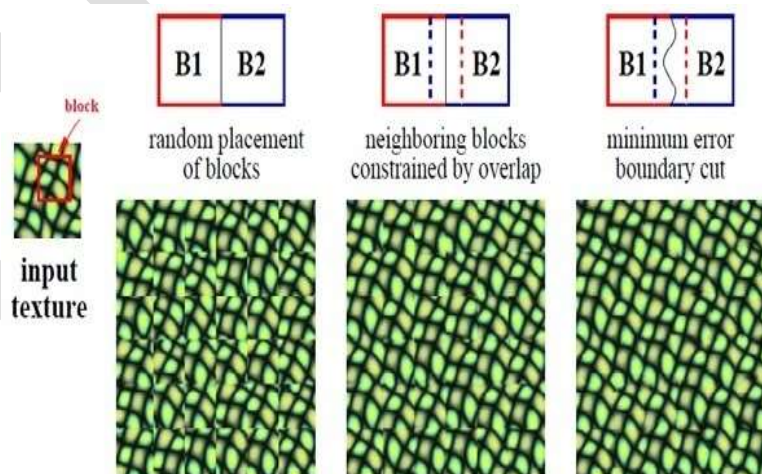 B1 B2
B1 B2
B1 B2
block
random placement
of blocks
neighboring blocks
constrained by overlap
minimum error
boundary cut
input
texture